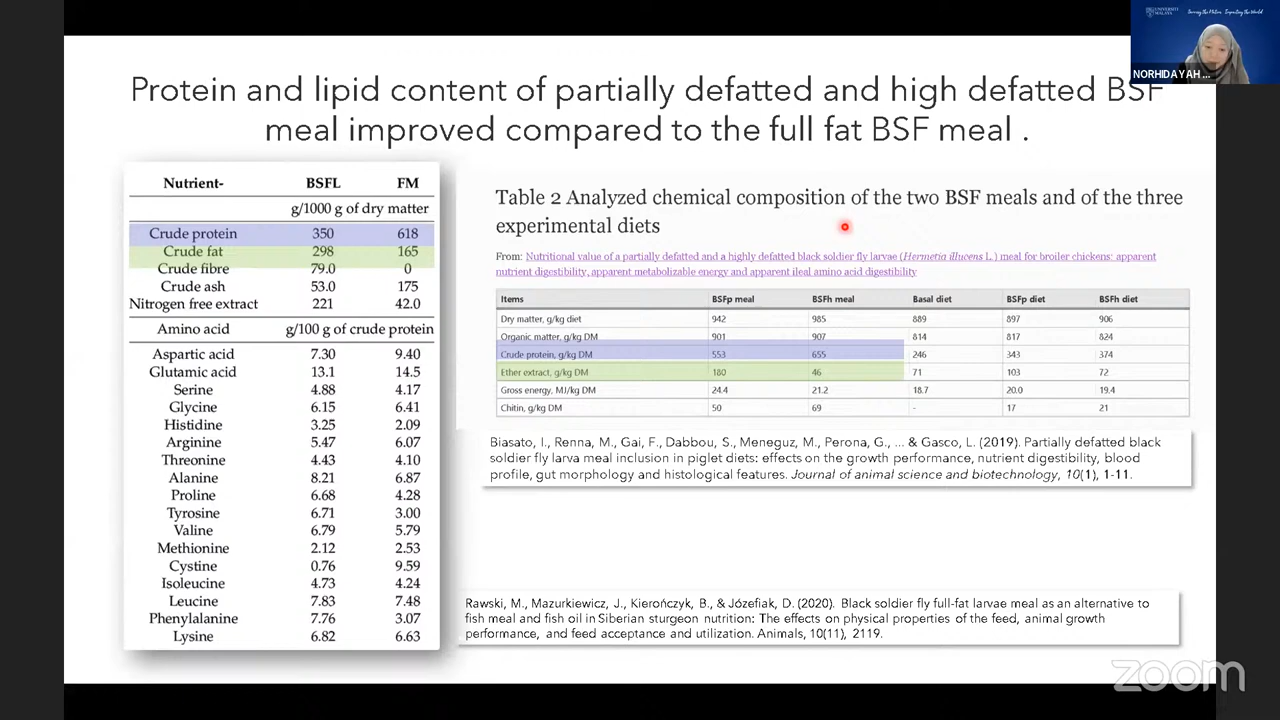 UNIVERSITI MALAYA
Serving the Nation. Impacting the World
NORHIDAYAH ...
Protein and lipid content of partially defatted and high defatted BSF
meal improved compared to the full fat BSF meal .
Nutrient- BSFL FM
g/1000 g of dry matter
Crude protein 350 618
Crude fat 298 165
Crude fibre 79.0 0
Crude ash 53.0 175
Nitrogen free extract 221 42.0
Amino acid g/100 g of crude protein
Aspartic acid 7.30 9.40
Glutamic acid 13.1 14.5
Serine 4.88 4.17
Glycine 6.15 6.41
Histidine 3.25 2.09
Arginine 5.47 6.07
Threonine 4.43 4.10
Alanine 8.21 6.87
Proline 6.68 4.28
Tyrosine 6.71 3.00
Valine 6.79 5.79
Methionine 2.12 2.53
Cystine 0.76 9.59
Isoleucine 4.73 4.24
Leucine 7.83 7.48
Phenylalanine 7.76 3.07
Lysine 6.82 6.63
Table 2 Analyzed chemical composition of the two BSF meals and of the three
experimental diets
From: Nutritional value of a partially defatted and a highly defatted black soldier fly larvae (Hermetia illucens L.) meal for broiler chickens: apparent
nutrient digestibility, apparent metabolizable energy and apparent ileal amino acid digestibility
Items BSFp meal BSFh meal Basal diet BSFp diet BSFh diet
Dry matter, g/kg diet 942 985 889 897 906
Organic matter, g/kg DM 901 907 814 817 824
Crude protein, g/kg DM 553 655 246 343 374
Ether extract, g/kg DM 180 46 71 103 72
Gross energy, MJ/kg DM 24.4 21.2 18.7 20.0 19.4
Chitin, g/kg DM 50 69 - 17 21
Biasato, I., Renna, M., Gai, F., Dabbou, S., Meneguz, M., Perona, G., ... & Gasco, L. (2019). Partially defatted black
soldier fly larva meal inclusion in piglet diets: effects on the growth performance, nutrient digestibility, blood
profile, gut morphology and histological features. Journal of animal science and biotechnology, 10(1), 1-11.
Rawski, M., Mazurkiewicz, J., Kierończyk, B., & Józefiak, D. (2020). Black soldier fly full-fat larvae meal as an alternative to
fish meal and fish oil in Siberian sturgeon nutrition: The effects on physical properties of the feed, animal growth
performance, and feed acceptance and utilization. Animals, 10(11), 2119.
zoom